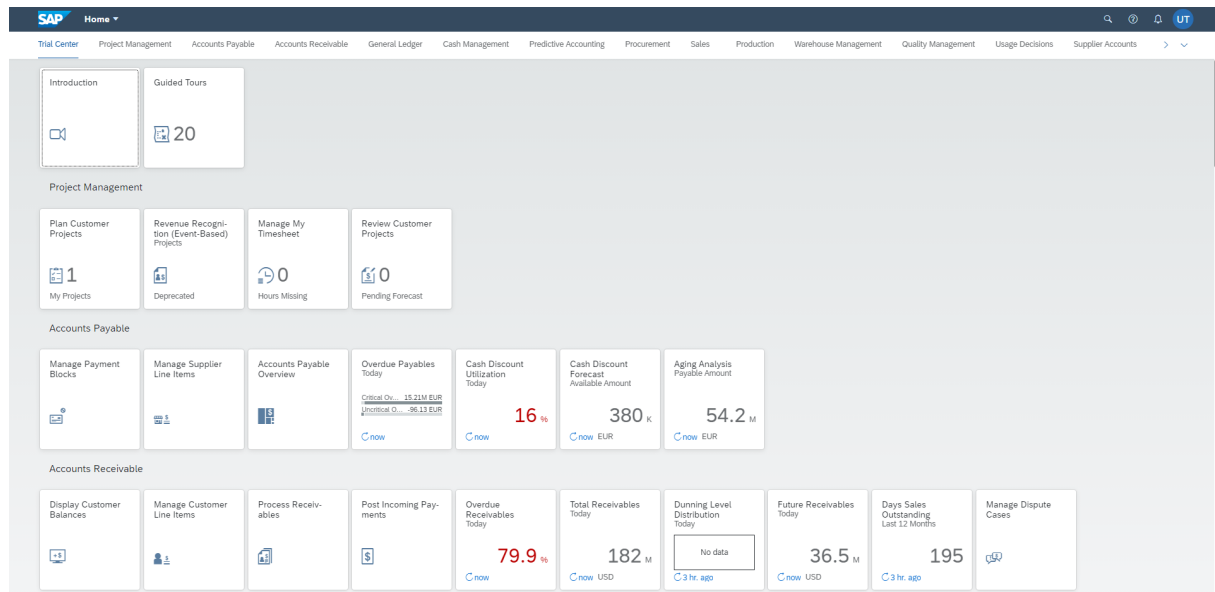 SAP Home
UT
Trial Center Project Management Accounts Payable Accounts Receivable General Ledger Cash Management Predictive Accounting Procurement Sales Production Warehouse Management Quality Management Usage Decisions Supplier Accounts
Introduction
Guided Tours
20
Project Management
Plan Customer
Projects
1
My Projects
Revenue Recogni-
tion (Event-Based)
Projects
Deprecated
Manage My
Timesheet
0
Hours Missing
Review Customer
Projects
0
Pending Forecast
Accounts Payable
Manage Payment
Blocks
Manage Supplier
Line Items
Accounts Payable
Overview
Overdue Payables
Today
Critical Ov... 15.21M EUR
Uncritical O... -96.13 EUR
now
Cash Discount
Utilization
Today
16 %
now
Cash Discount
Forecast
Available Amount
380 K
now EUR
Aging Analysis
Payable Amount
54.2 M
now EUR
Accounts Receivable
Display Customer
Balances
Manage Customer
Line Items
Process Receiv-
ables
Post Incoming Pay-
ments
Overdue
Receivables
Today
79.9 %
now
Total Receivables
Today
182 M
now USD
Dunning Level
Distribution
Today
No data
3 hr. ago
Future Receivables
Today
36.5 M
now USD
Days Sales
Outstanding
Last 12 Months
195
3 hr. ago
Manage Dispute
Cases